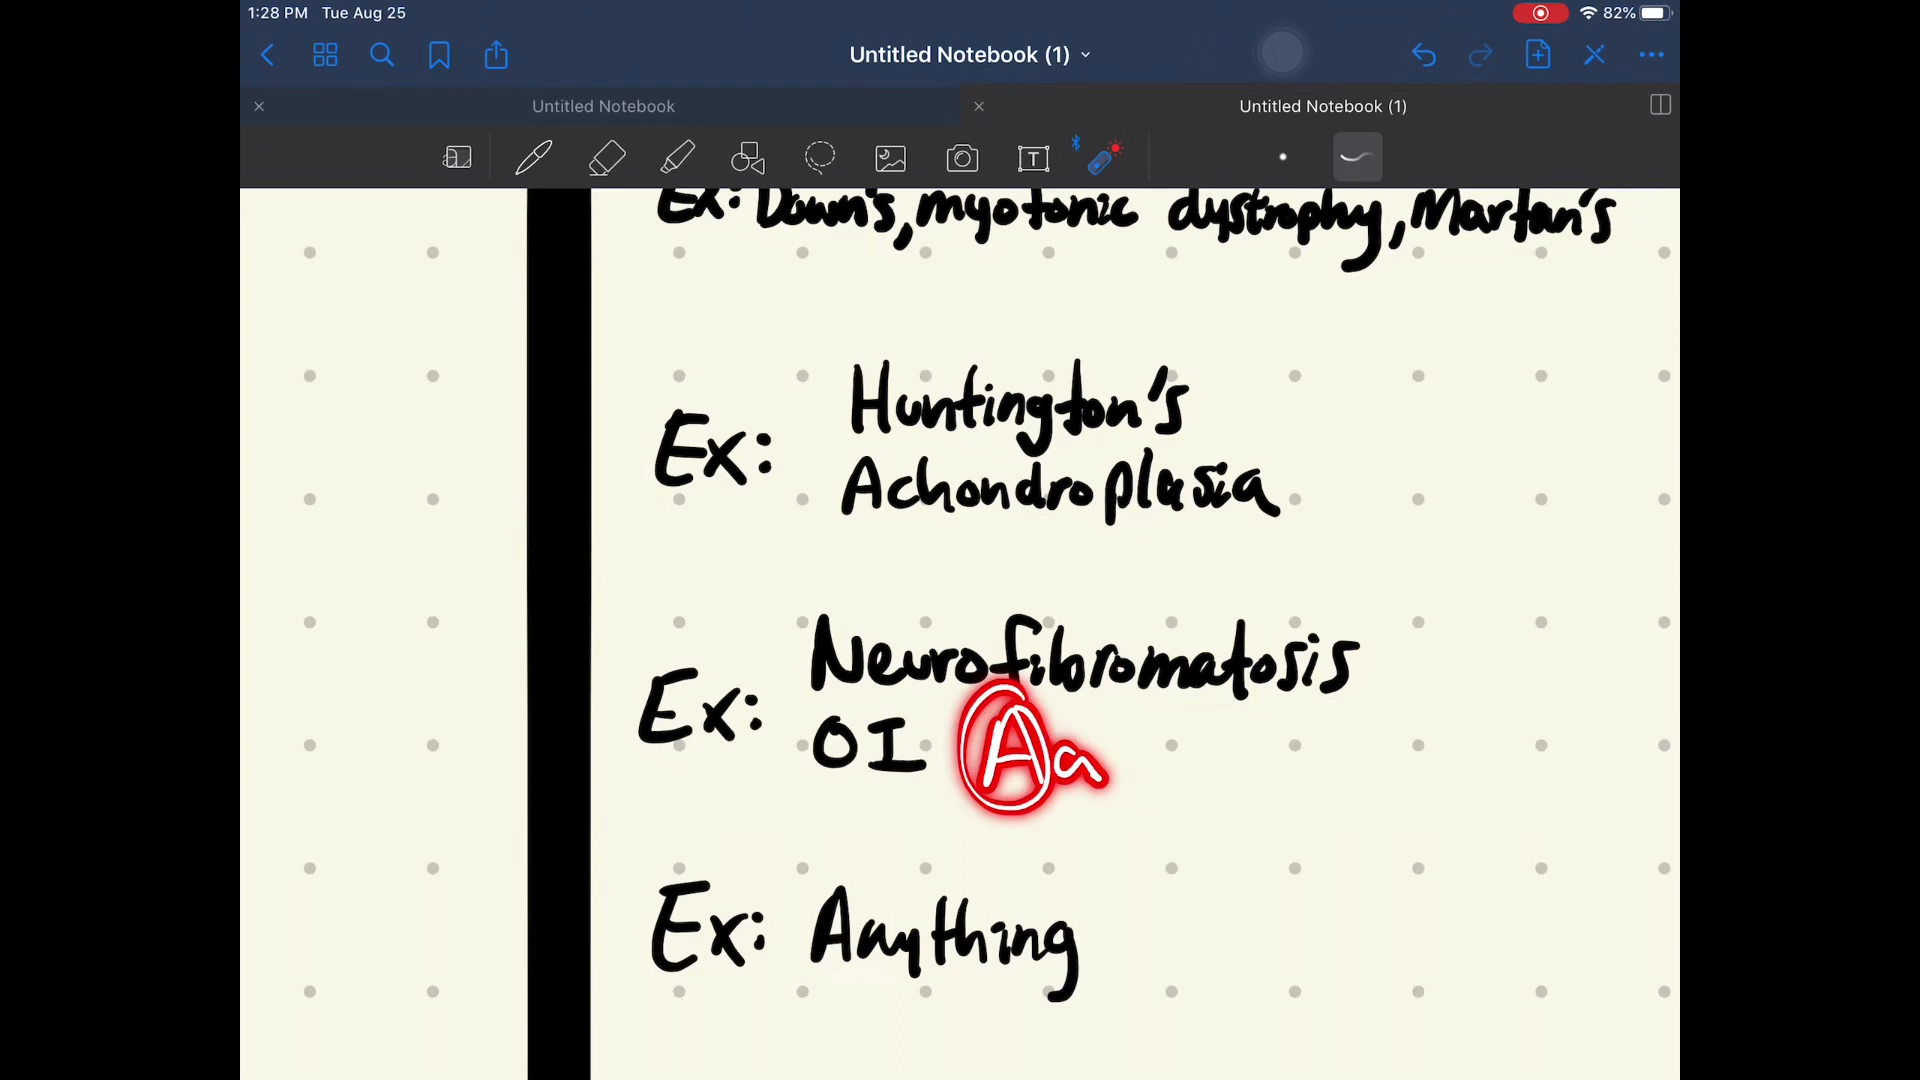 1:28 PM Tue Aug 25
82%
Untitled Notebook (1)
Untitled Notebook
Untitled Notebook (1)
T
Ex: Down's, myotonic dystrophy, Marfan's
Huntington's
Ex:
Achondroplasia
Neurofibromatosis
Ex:
OI Aa
Ex: Anything